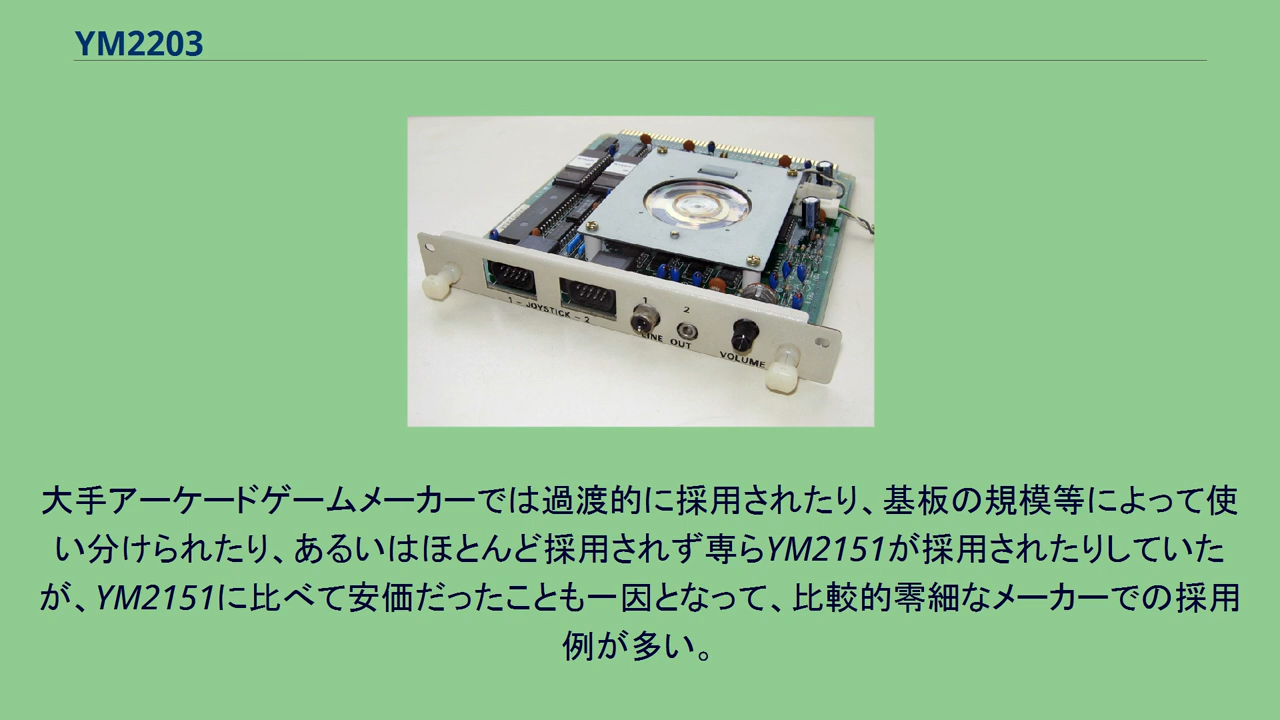 YM2203
1 - JOYSTICK - 2
1
2
LINE OUT
VOLUME
大手アーケードゲームメーカーでは過渡的に採用されたり、基板の規模等によって使
い分けられたり、あるいはほとんど採用されず専らYM2151が採用されたりしていた
が、YM2151に比べて安価だったことも一因となって、比較的零細なメーカーでの採用
例が多い。